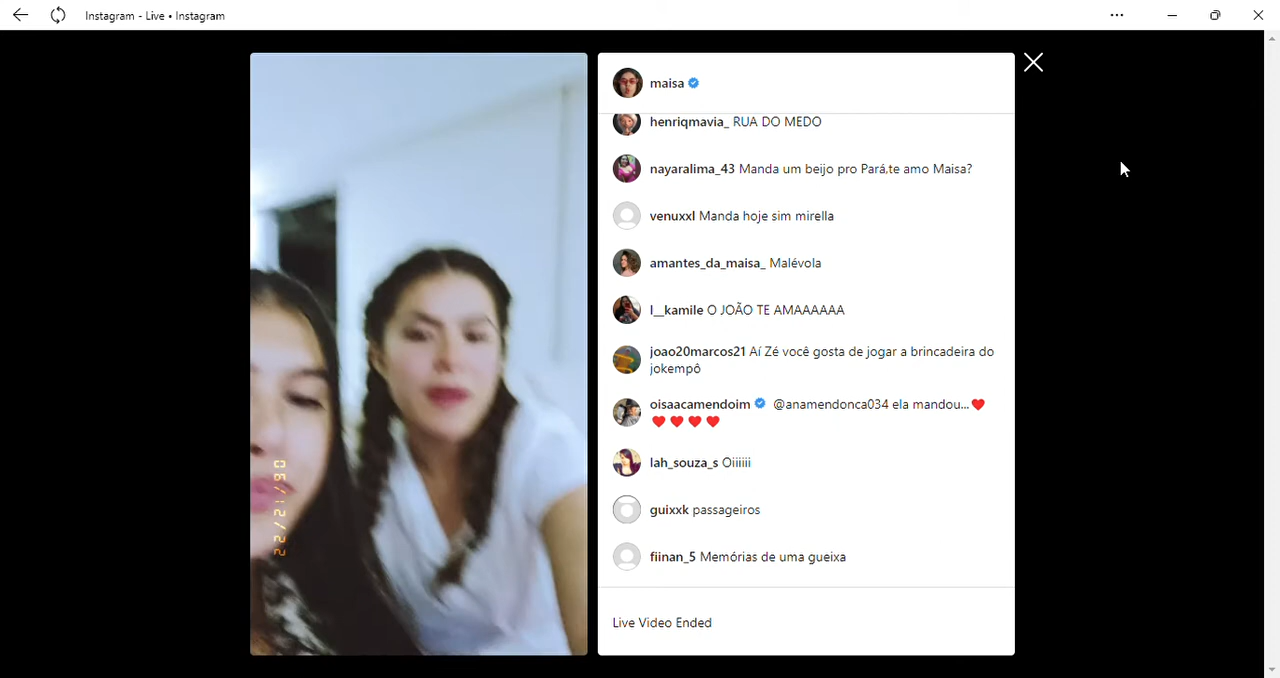 Instagram - Live • Instagram
maisa
henriqmavia_ RUA DO MEDO
nayaralima_43 Manda um beijo pro Pará,te amo Maisa?
venuxxl Manda hoje sim mirella
amantes_da_maisa_ Malévola
l__kamile O JOÃO TE AMAAAAAA
joao20marcos21 Aí Zé você gosta de jogar a brincadeira do
jokempô
oisaacamendoim @anamendonca034 ela mandou...❤️
❤️❤️❤️❤️
lah_souza_s Oiiiiii
guixxk passageiros
fiinan_5 Memórias de uma gueixa
Live Video Ended
08/12/22